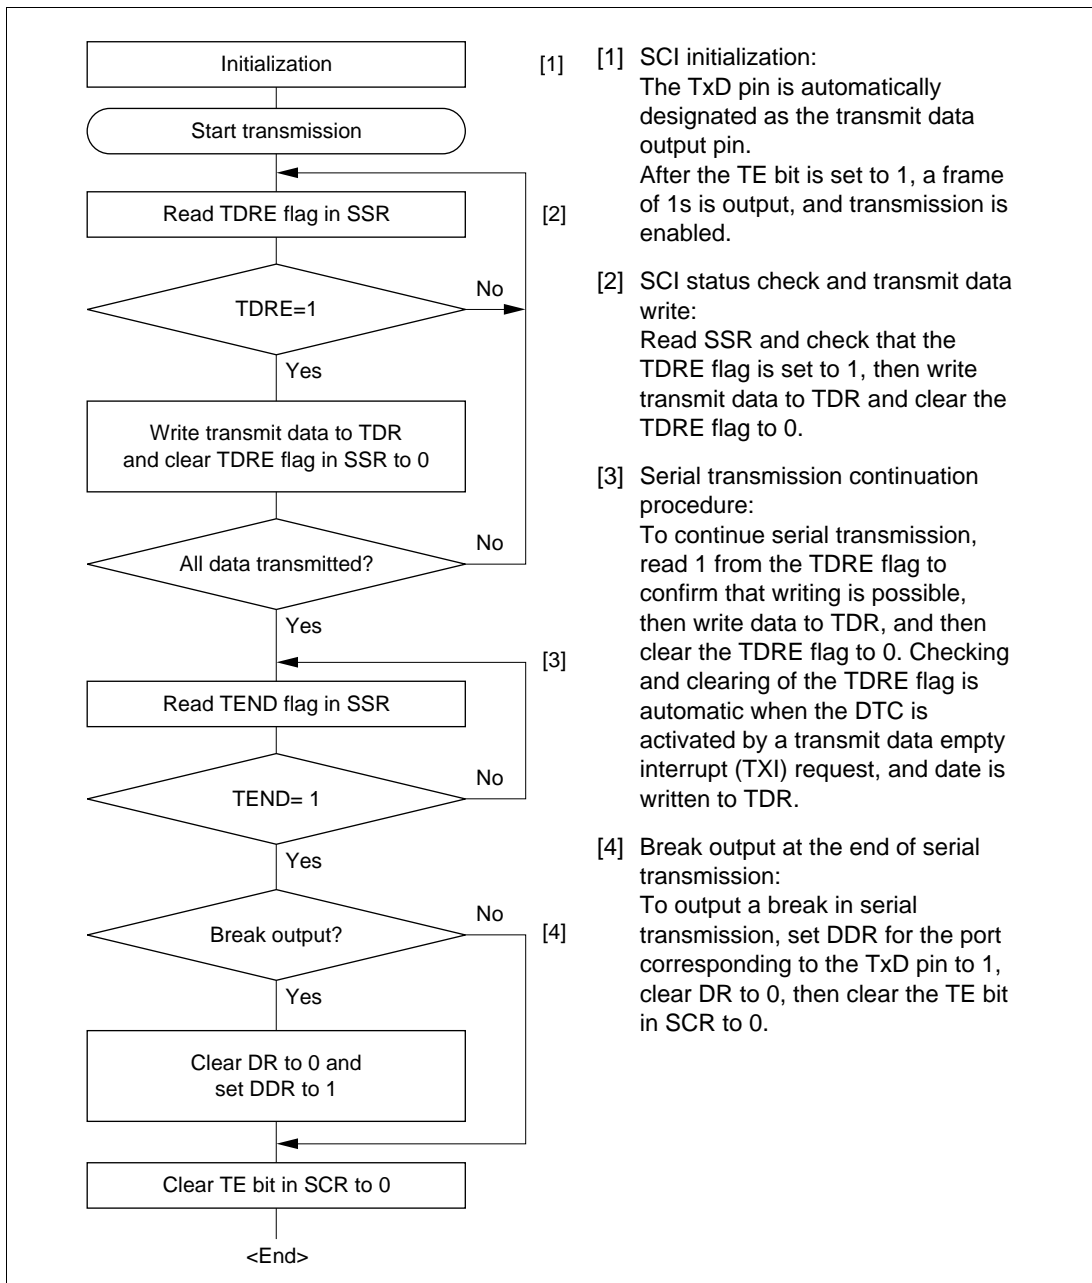 Initialization
[1]
Start transmission
Read TDRE flag in SSR
[2]
TDRE=1
No
Yes
Write transmit data to TDR
and clear TDRE flag in SSR to 0
All data transmitted?
No
Yes
[3]
Read TEND flag in SSR
TEND= 1
No
Yes
Break output?
No
[4]
Yes
Clear DR to 0 and
set DDR to 1
Clear TE bit in SCR to 0
<End>
[1] SCI initialization:
The TxD pin is automatically
designated as the transmit data
output pin.
After the TE bit is set to 1, a frame
of 1s is output, and transmission is
enabled.
[2] SCI status check and transmit data
write:
Read SSR and check that the
TDRE flag is set to 1, then write
transmit data to TDR and clear the
TDRE flag to 0.
[3] Serial transmission continuation
procedure:
To continue serial transmission,
read 1 from the TDRE flag to
confirm that writing is possible,
then write data to TDR, and then
clear the TDRE flag to 0. Checking
and clearing of the TDRE flag is
automatic when the DTC is
activated by a transmit data empty
interrupt (TXI) request, and date is
written to TDR.
[4] Break output at the end of serial
transmission:
To output a break in serial
transmission, set DDR for the port
corresponding to the TxD pin to 1,
clear DR to 0, then clear the TE bit
in SCR to 0.